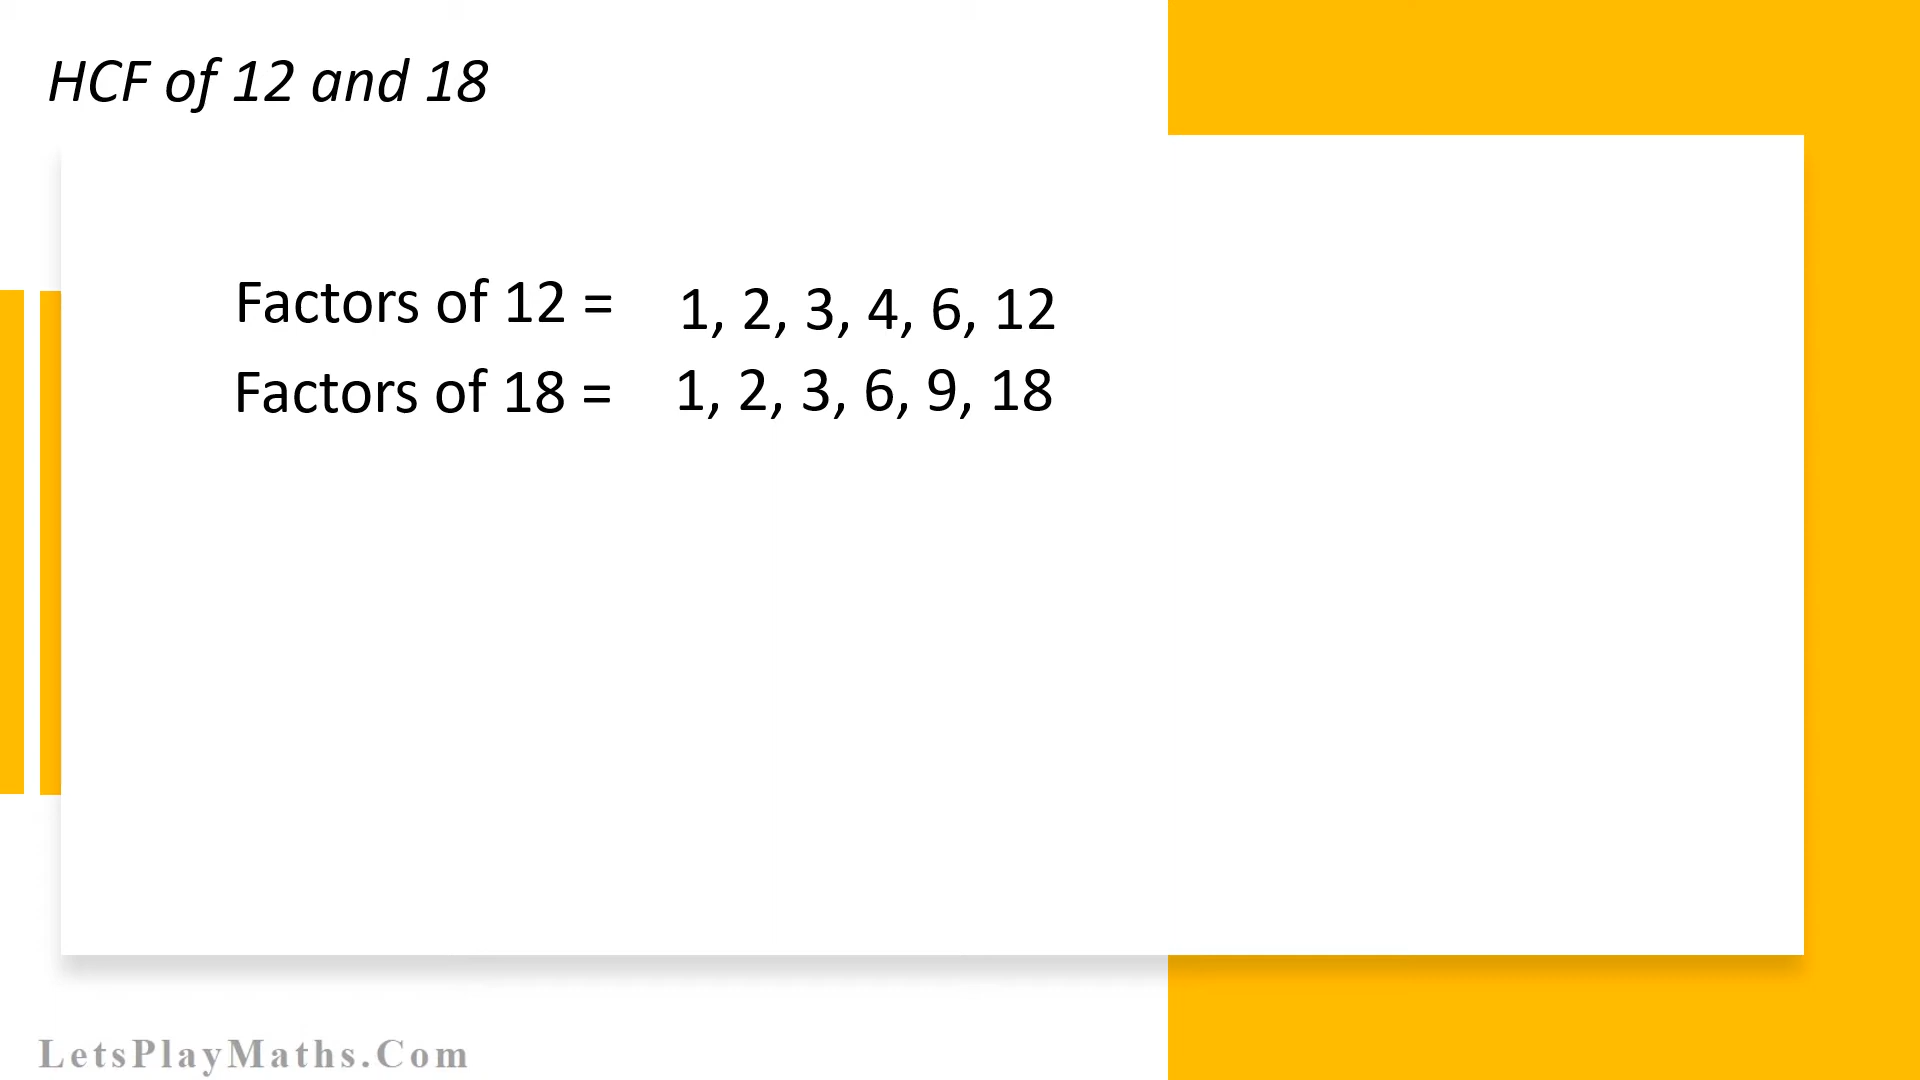 HCF of 12 and 18
Factors of 12 = 1, 2, 3, 4, 6, 12
Factors of 18 = 1, 2, 3, 6, 9, 18
LetsPlayMaths.Com